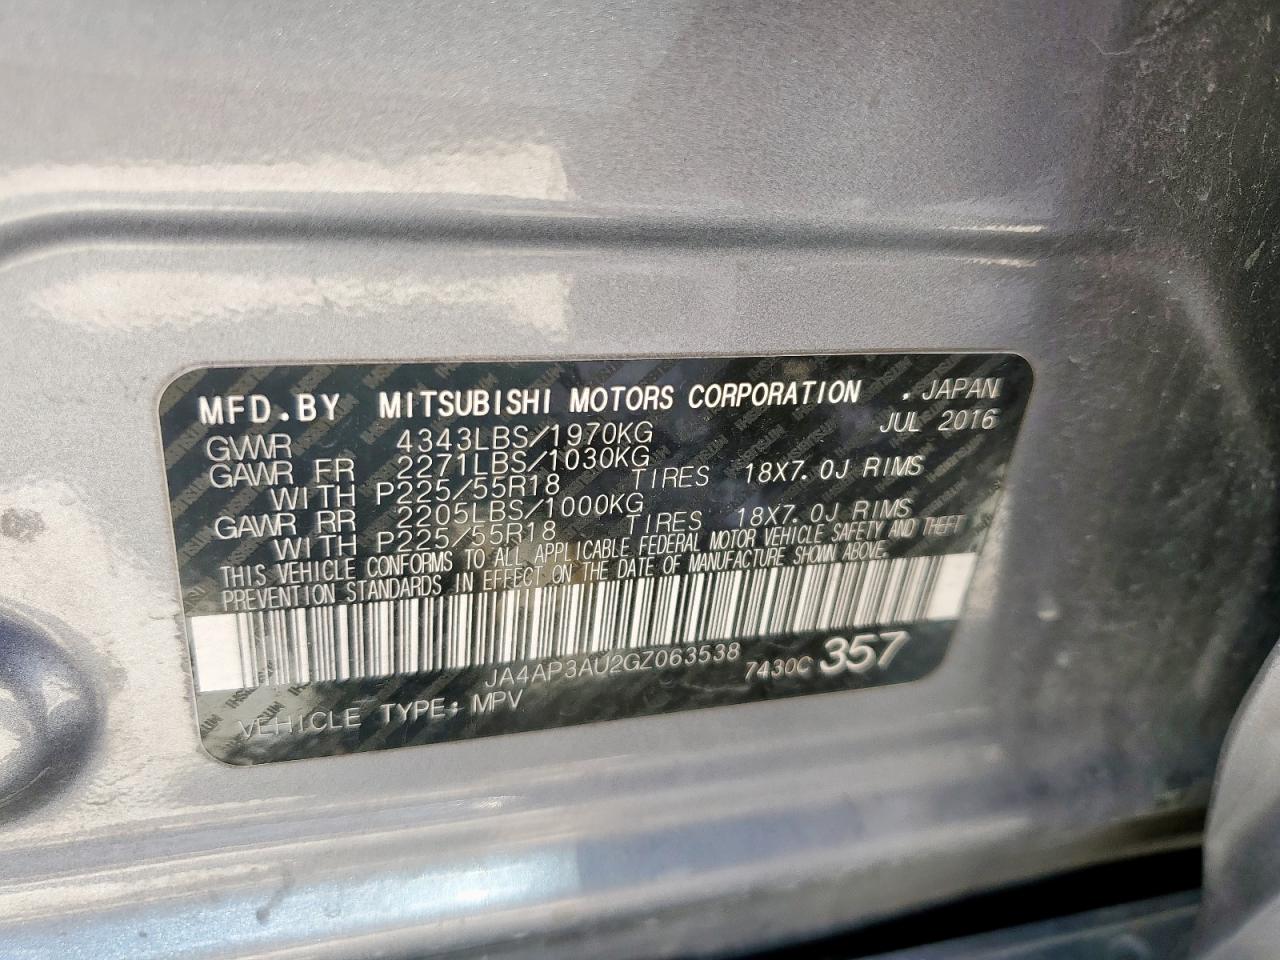 MFD.BY MITSUBISHI MOTORS CORPORATION . JAPAN
JUL 2016
GVWR 4343LBS/1970KG
GAWR FR 2271LBS/1030KG
WITH P225/55R18 TIRES 18X7.0J RIMS
GAWR RR 2205LBS/1000KG
WITH P225/55R18 TIRES 18X7.0J RIMS
THIS VEHICLE CONFORMS TO ALL APPLICABLE FEDERAL MOTOR VEHICLE SAFETY AND THEFT
PREVENTION STANDARDS IN EFFECT ON THE DATE OF MANUFACTURE SHOWN ABOVE.
JA4AP3AU2GZ063538
7430C 357
VEHICLE TYPE: MPV